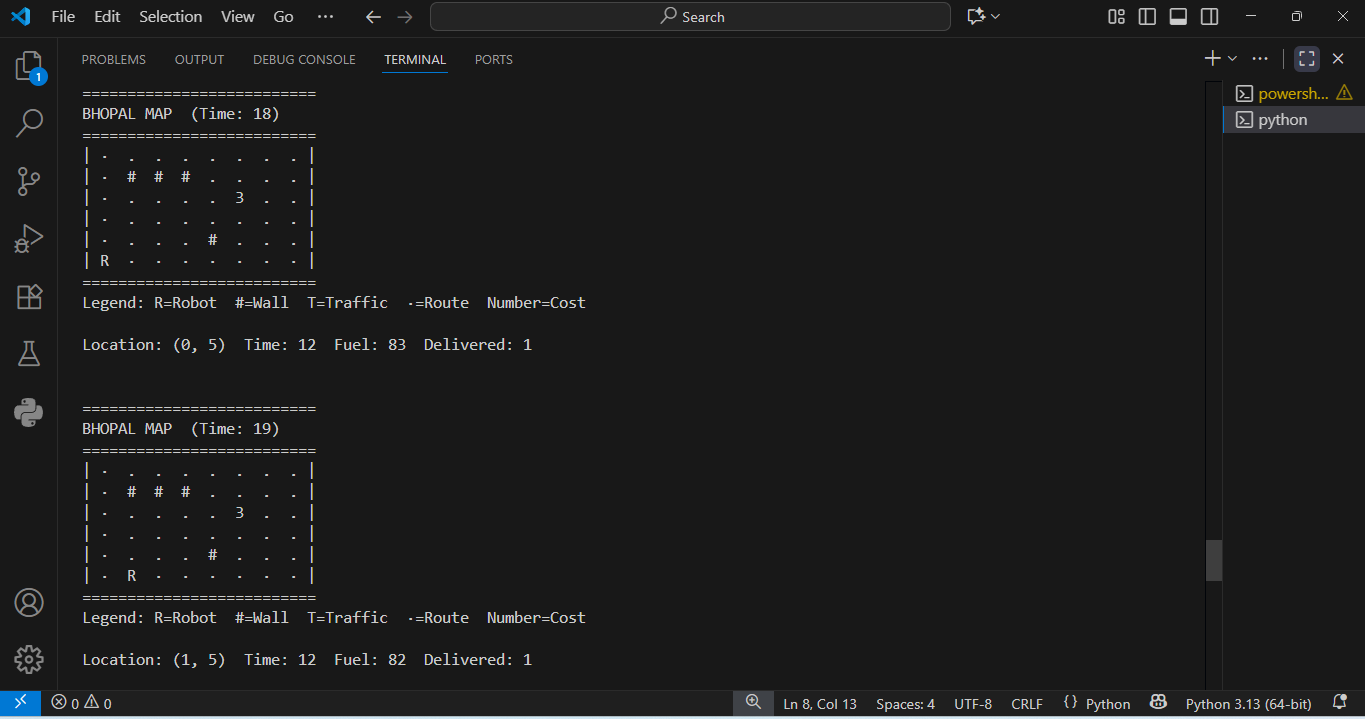 File Edit Selection View Go ··· Search
PROBLEMS OUTPUT DEBUG CONSOLE TERMINAL PORTS
1
powersh...
python
==========================
BHOPAL MAP  (Time: 18)
==========================
| ·  .  .  .  .  .  .  . |
| ·  #  #  #  .  .  .  . |
| ·  .  .  .  .  3  .  . |
| ·  .  .  .  .  .  .  . |
| ·  .  .  .  #  .  .  . |
| R  ·  ·  ·  ·  ·  ·  · |
==========================
Legend: R=Robot  #=Wall  T=Traffic  ·=Route  Number=Cost
Location: (0, 5)  Time: 12  Fuel: 83  Delivered: 1
==========================
BHOPAL MAP  (Time: 19)
==========================
| ·  .  .  .  .  .  .  . |
| ·  #  #  #  .  .  .  . |
| ·  .  .  .  .  3  .  . |
| ·  .  .  .  .  .  .  . |
| ·  .  .  .  #  .  .  . |
| ·  R  ·  ·  ·  ·  ·  · |
==========================
Legend: R=Robot  #=Wall  T=Traffic  ·=Route  Number=Cost
Location: (1, 5)  Time: 12  Fuel: 82  Delivered: 1
0 0 Ln 8, Col 13 Spaces: 4 UTF-8 CRLF {} Python Python 3.13 (64-bit)